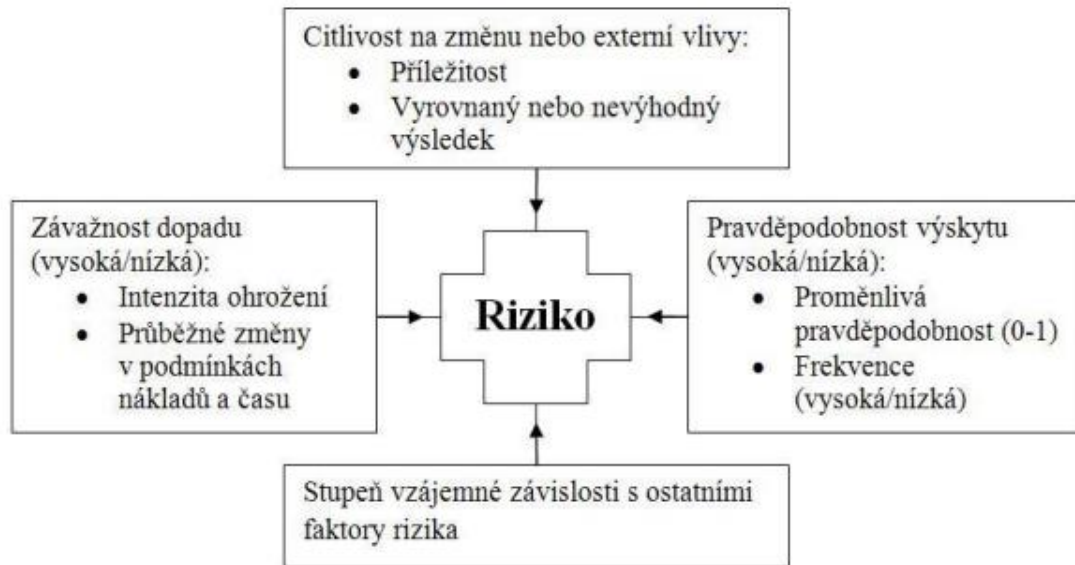 Citlivost na změnu nebo externí vlivy:
• Příležitost
• Vyrovnaný nebo nevýhodný
výsledek
Závažnost dopadu
(vysoká/nízká):
• Intenzita ohrožení
• Průběžné změny
v podmínkách
nákladů a času
Riziko
Pravděpodobnost výskytu
(vysoká/nízká):
• Proměnlivá
pravděpodobnost (0-1)
• Frekvence
(vysoká/nízká)
Stupeň vzájemné závislosti s ostatními
faktory rizika